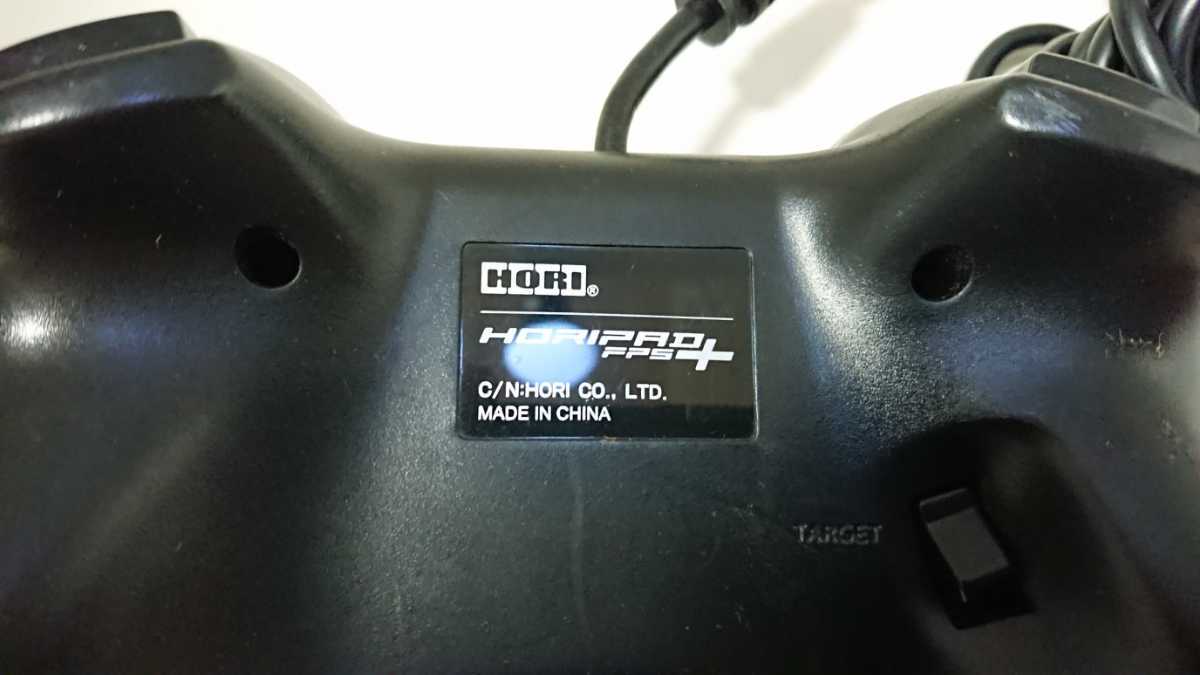 HORI®
HORIPAD
FPS+
C/N:HORI CO., LTD.
MADE IN CHINA
TARGET